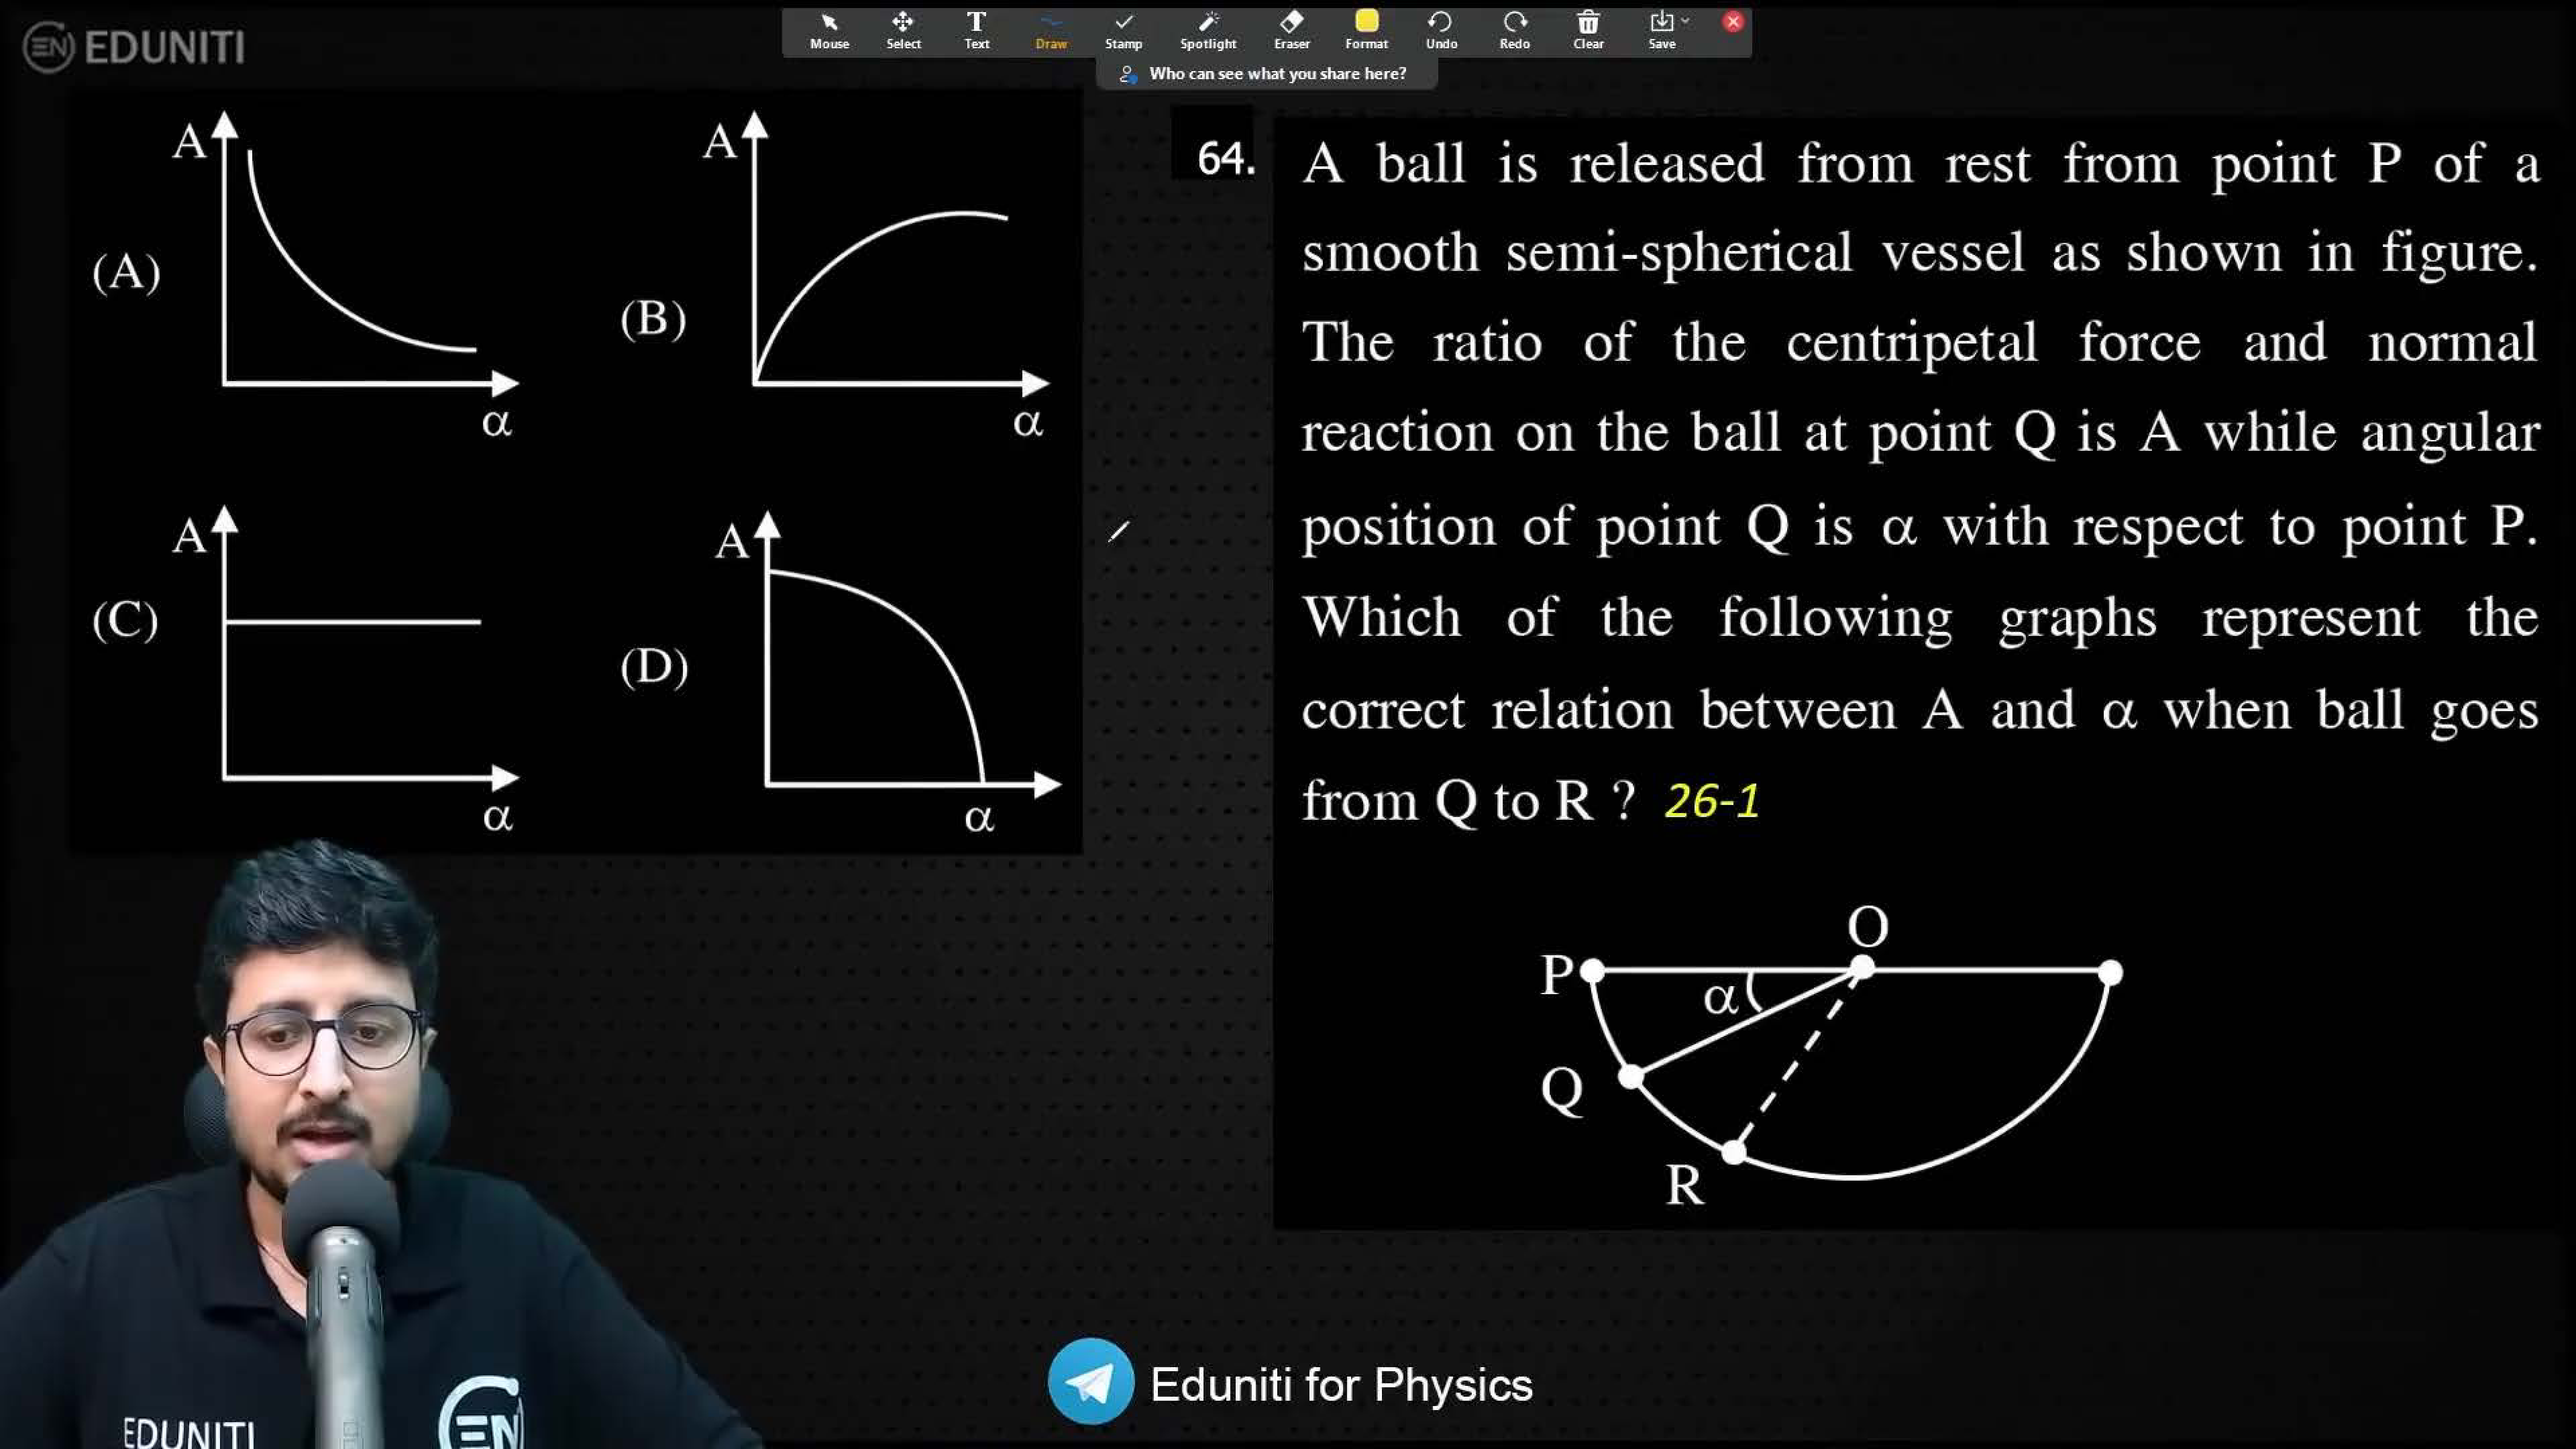 EN EDUNITI
Mouse Select Text Draw Stamp Spotlight Eraser Format Undo Redo Clear Save
Who can see what you share here?
A
(A)
α
A
(B)
α
A
(C)
α
A
(D)
α
64. A ball is released from rest from point P of a
smooth semi-spherical vessel as shown in figure.
The ratio of the centripetal force and normal
reaction on the ball at point Q is A while angular
position of point Q is α with respect to point P.
Which of the following graphs represent the
correct relation between A and α when ball goes
from Q to R ? 26-1
O
P
α
Q
R
Eduniti for Physics
EDUNITI
EN